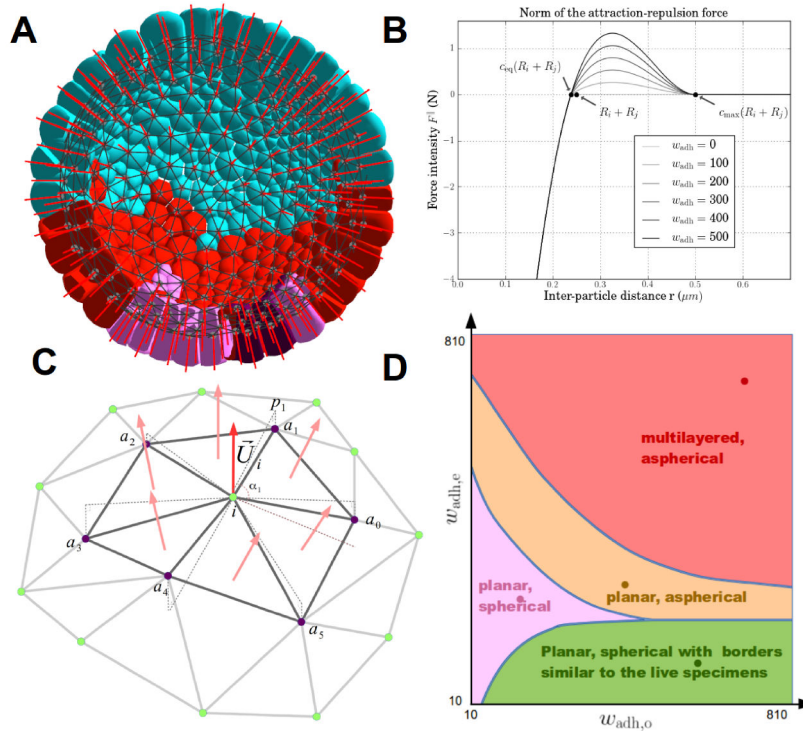 A
B
Norm of the attraction-repulsion force
Force intensity F^∥ (N)
1
0
−1
−2
−3
−4
c_eq(R_i + R_j)
R_i + R_j
c_max(R_i + R_j)
w_adh = 0
w_adh = 100
w_adh = 200
w_adh = 300
w_adh = 400
w_adh = 500
0.0 0.1 0.2 0.3 0.4 0.5 0.6
Inter-particle distance r (μm)
C
p_1
a_1
a_2
U⃗_i
α_1
i
a_0
a_3
a_4
a_5
D
810
w_adh,e
multilayered,
aspherical
planar, aspherical
planar,
spherical
Planar, spherical with borders
similar to the live specimens
10
10
810
w_adh,o